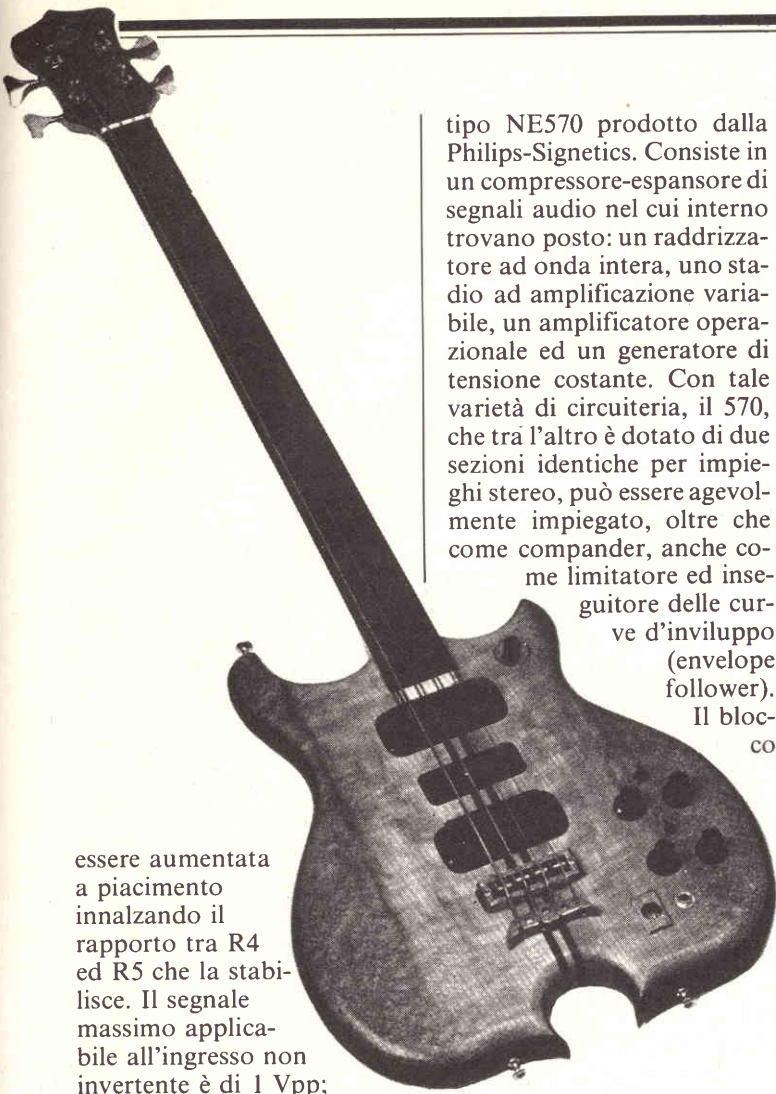 essere aumentata
a piacimento
innalzando il
rapporto tra R4
ed R5 che la stabi-
lisce. Il segnale
massimo applica-
bile all'ingresso non
invertente è di 1 Vpp;
tipo NE570 prodotto dalla
Philips-Signetics. Consiste in
un compressore-espansore di
segnali audio nel cui interno
trovano posto: un raddrizza-
tore ad onda intera, uno sta-
dio ad amplificazione varia-
bile, un amplificatore opera-
zionale ed un generatore di
tensione costante. Con tale
varietà di circuiteria, il 570,
che tra l'altro è dotato di due
sezioni identiche per impie-
ghi stereo, può essere agevol-
mente impiegato, oltre che
come compander, anche co-
me limitatore ed inse-
guitore delle cur-
ve d'inviluppo
(envelope
follower).
Il bloc-
co